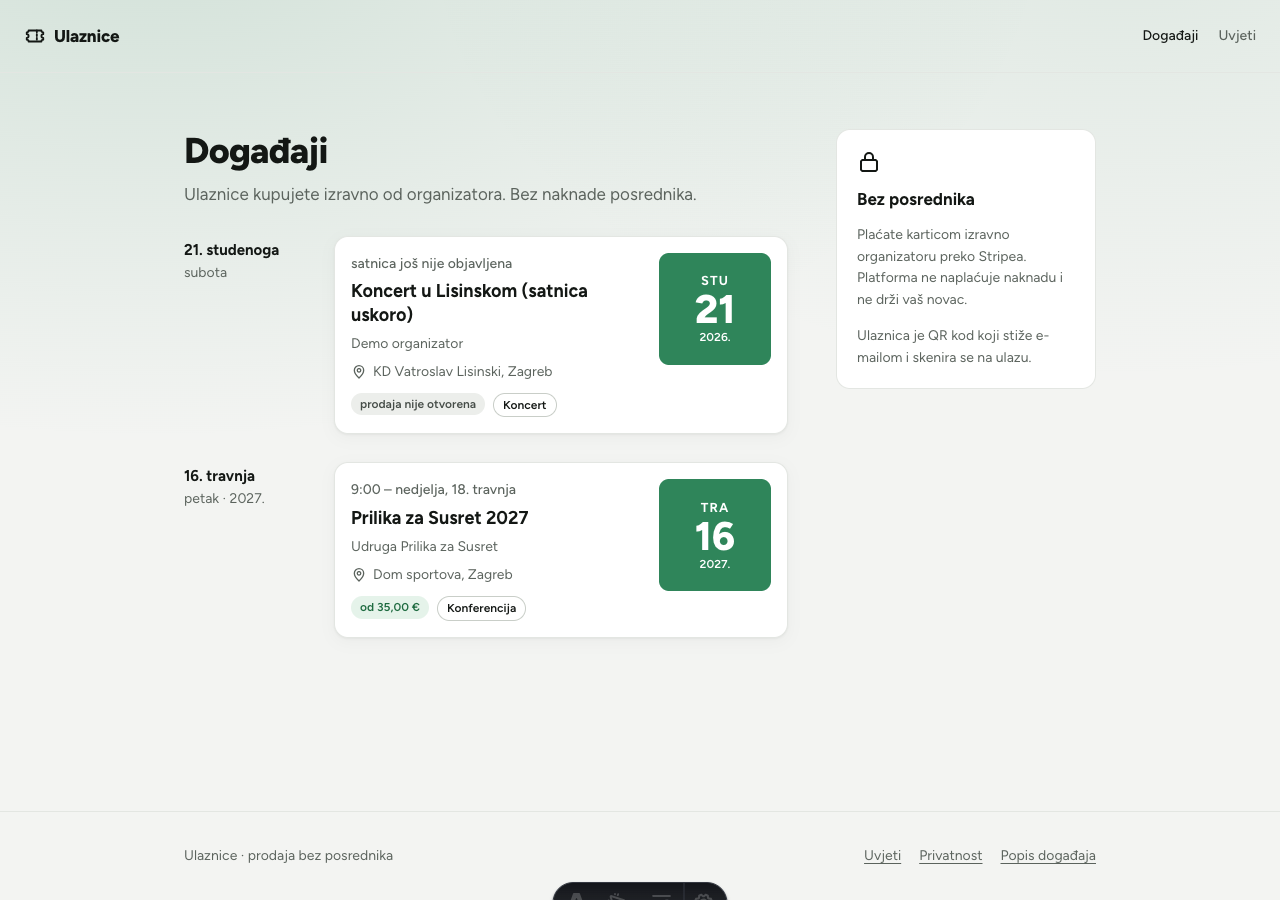 Ulaznice
Događaji
Uvjeti
Događaji
Ulaznice kupujete izravno od organizatora. Bez naknade posrednika.
21. studenoga
subota
satnica još nije objavljena
Koncert u Lisinskom (satnica
uskoro)
Demo organizator
KD Vatroslav Lisinski, Zagreb
prodaja nije otvorena
Koncert
STU
21
2026.
16. travnja
petak · 2027.
9:00 – nedjelja, 18. travnja
Prilika za Susret 2027
Udruga Prilika za Susret
Dom sportova, Zagreb
od 35,00 €
Konferencija
TRA
16
2027.
Bez posrednika
Plaćate karticom izravno
organizatoru preko Stripea.
Platforma ne naplaćuje naknadu i
ne drži vaš novac.
Ulaznica je QR kod koji stiže e-
mailom i skenira se na ulazu.
Ulaznice · prodaja bez posrednika
Uvjeti
Privatnost
Popis događaja